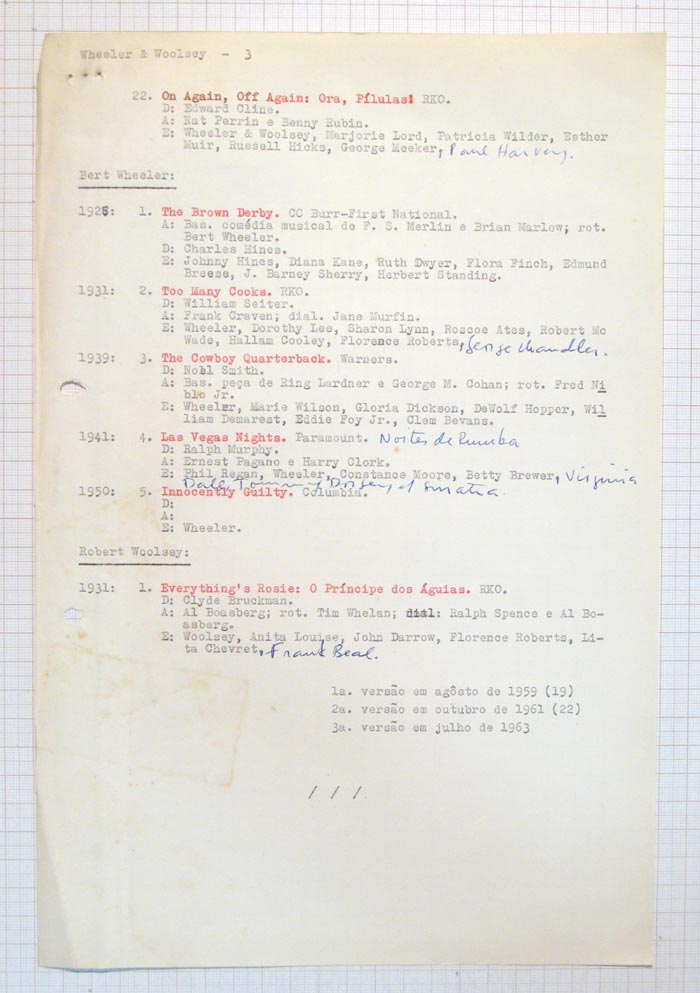 Wheeler & Woolsey - 3
22. On Again, Off Again: Ora, Pílulas! RKO.
D: Edward Cline.
A: Nat Perrin e Benny Rubin.
E: Wheeler & Woolsey, Marjorie Lord, Patricia Wilder, Esther
Muir, Russell Hicks, George Meeker, Paul Harvey.
Bert Wheeler:
1926: 1. The Brown Derby. CC Burr-First National.
A: Bas. comédia musical de F. S. Merlin e Brian Marlow; rot.
Bert Wheeler.
D: Charles Hines.
E: Johnny Hines, Diana Kane, Ruth Dwyer, Flora Finch, Edmund
Breese, J. Barney Sherry, Herbert Standing.
1931: 2. Too Many Cooks. RKO.
D: William Seiter.
A: Frank Craven; dial. Jane Murfin.
E: Wheeler, Dorothy Lee, Sharon Lynn, Roscoe Ates, Robert Mc
Wade, Hallam Cooley, Florence Roberts, George Chandler.
1939: 3. The Cowboy Quarterback. Warners.
D: Noel Smith.
A: Bas. peça de Ring Lardner e George M. Cohan; rot. Fred Ni
blo Jr.
E: Wheeler, Marie Wilson, Gloria Dickson, DeWolf Hopper, Wil
liam Demarest, Eddie Foy Jr., Clem Bevans.
1941: 4. Las Vegas Nights. Paramount. Noites de Rumba
D: Ralph Murphy.
A: Ernest Pagano e Harry Clork.
E: Phil Regan, Wheeler, Constance Moore, Betty Brewer, Virginia
Dale, Tommy Dorsey, Sinatra.
1950: 5. Innocently Guilty. Columbia.
D:
A:
E: Wheeler.
Robert Woolsey:
1931: 1. Everything's Rosie: O Príncipe dos Águias. RKO.
D: Clyde Bruckman.
A: Al Boasberg; rot. Tim Whelan; dial: Ralph Spence e Al Bo-
asberg.
E: Woolsey, Anita Louise, John Darrow, Florence Roberts, Li-
ta Chevret, Frank Beal.
1a. versão em agôsto de 1959 (19)
2a. versão em outubro de 1961 (22)
3a. versão em julho de 1963
/ / /